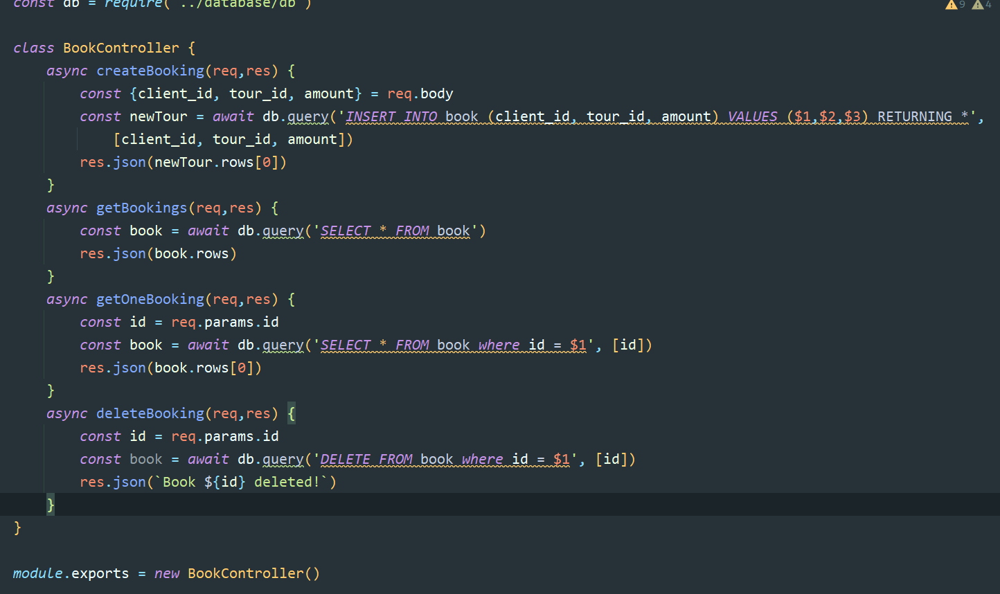 const db = require('../database/db')
9 4
class BookController {
async createBooking(req,res) {
const {client_id, tour_id, amount} = req.body
const newTour = await db.query('INSERT INTO book (client_id, tour_id, amount) VALUES ($1,$2,$3) RETURNING *',
[client_id, tour_id, amount])
res.json(newTour.rows[0])
}
async getBookings(req,res) {
const book = await db.query('SELECT * FROM book')
res.json(book.rows)
}
async getOneBooking(req,res) {
const id = req.params.id
const book = await db.query('SELECT * FROM book where id = $1', [id])
res.json(book.rows[0])
}
async deleteBooking(req,res) {
const id = req.params.id
const book = await db.query('DELETE FROM book where id = $1', [id])
res.json(`Book ${id} deleted!`)
}
}
module.exports = new BookController()